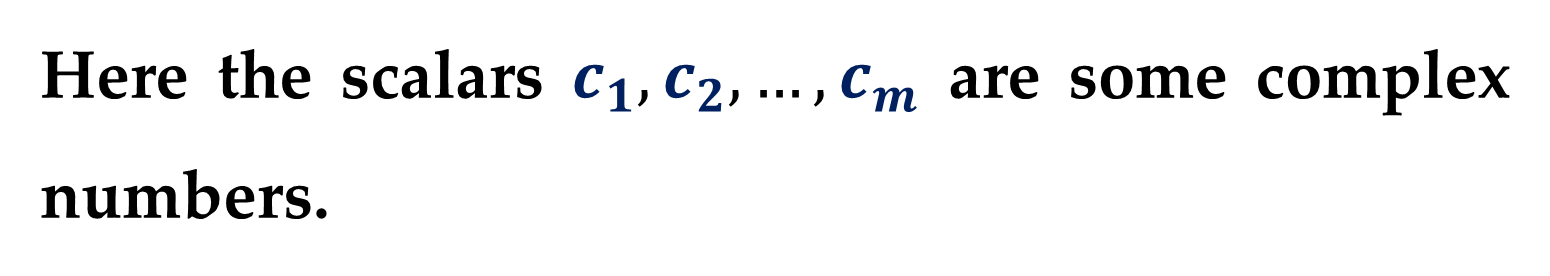 Here the scalars c₁, c₂, … , cₘ are some complex
numbers.